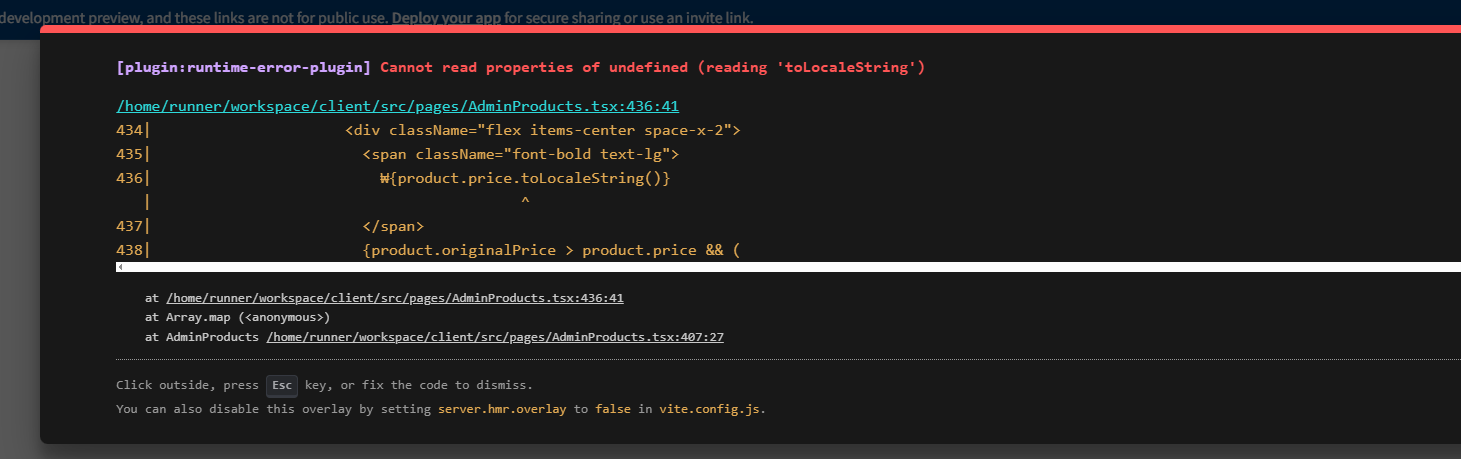 development preview, and these links are not for public use. Deploy your app for secure sharing or use an invite link.
[plugin:runtime-error-plugin] Cannot read properties of undefined (reading 'toLocaleString')
/home/runner/workspace/client/src/pages/AdminProducts.tsx:436:41
434|                      <div className="flex items-center space-x-2">
435|                        <span className="font-bold text-lg">
436|                          ₩{product.price.toLocaleString()}
   |                                          ^
437|                        </span>
438|                        {product.originalPrice > product.price && (
at /home/runner/workspace/client/src/pages/AdminProducts.tsx:436:41
at Array.map (<anonymous>)
at AdminProducts /home/runner/workspace/client/src/pages/AdminProducts.tsx:407:27
Click outside, press Esc key, or fix the code to dismiss.
You can also disable this overlay by setting server.hmr.overlay to false in vite.config.js.